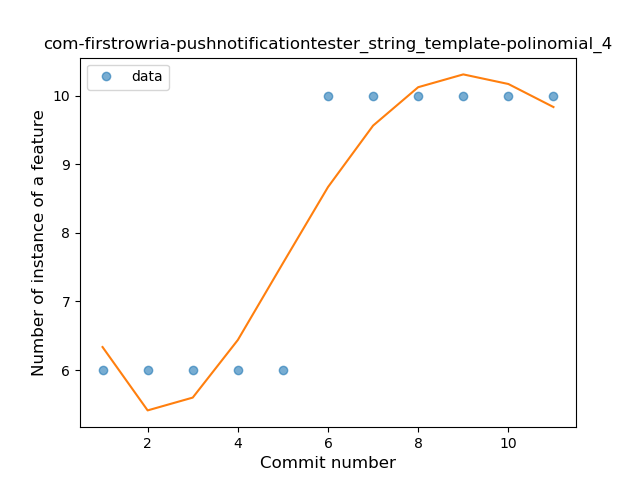 com-firstrowria-pushnotificationtester_string_template-polinomial_4
data
Number of instance of a feature
10
9
8
7
6
2
4
6
8
10
Commit number